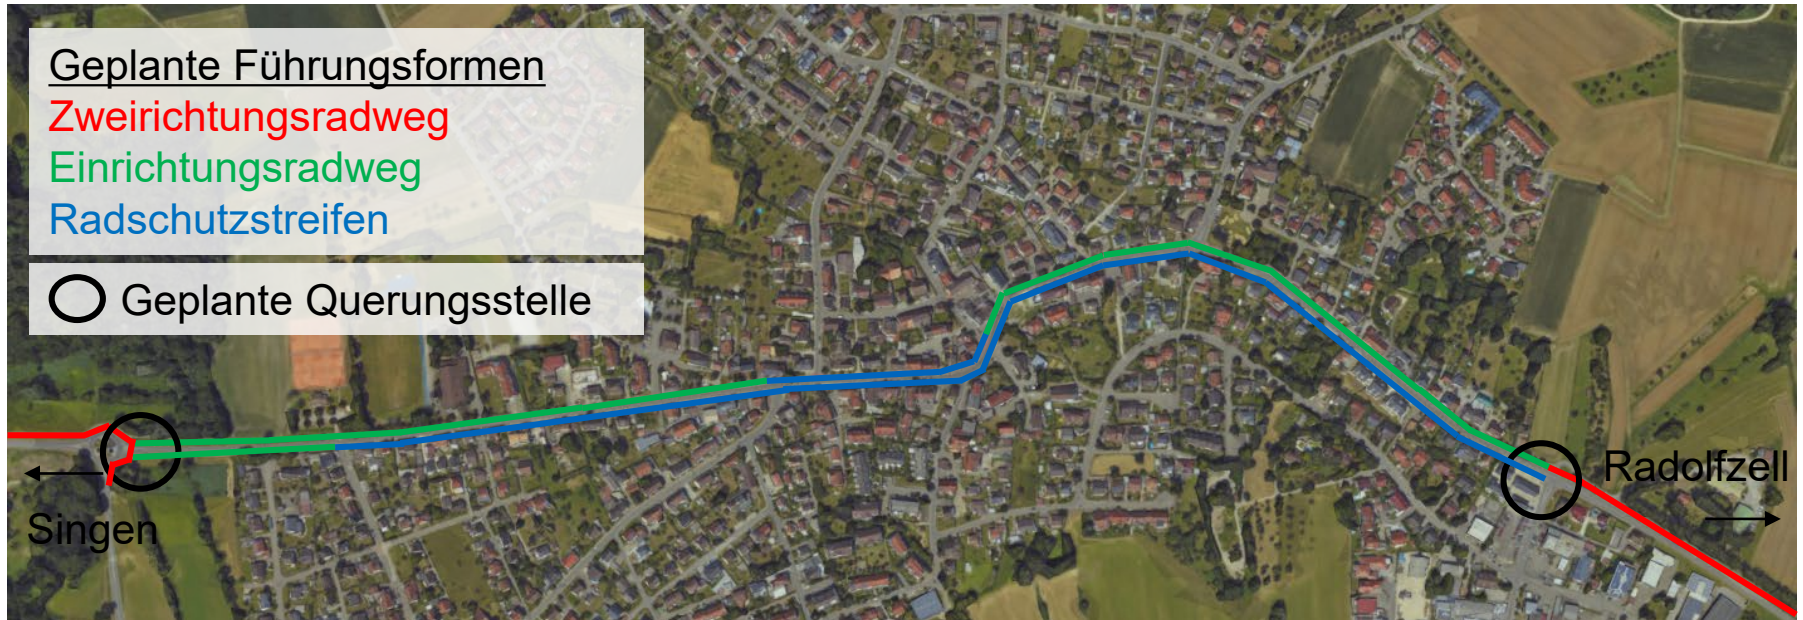 Geplante Führungsformen
Zweirichtungsradweg
Einrichtungsradweg
Radschutzstreifen
Geplante Querungsstelle
Radolfzell
Singen